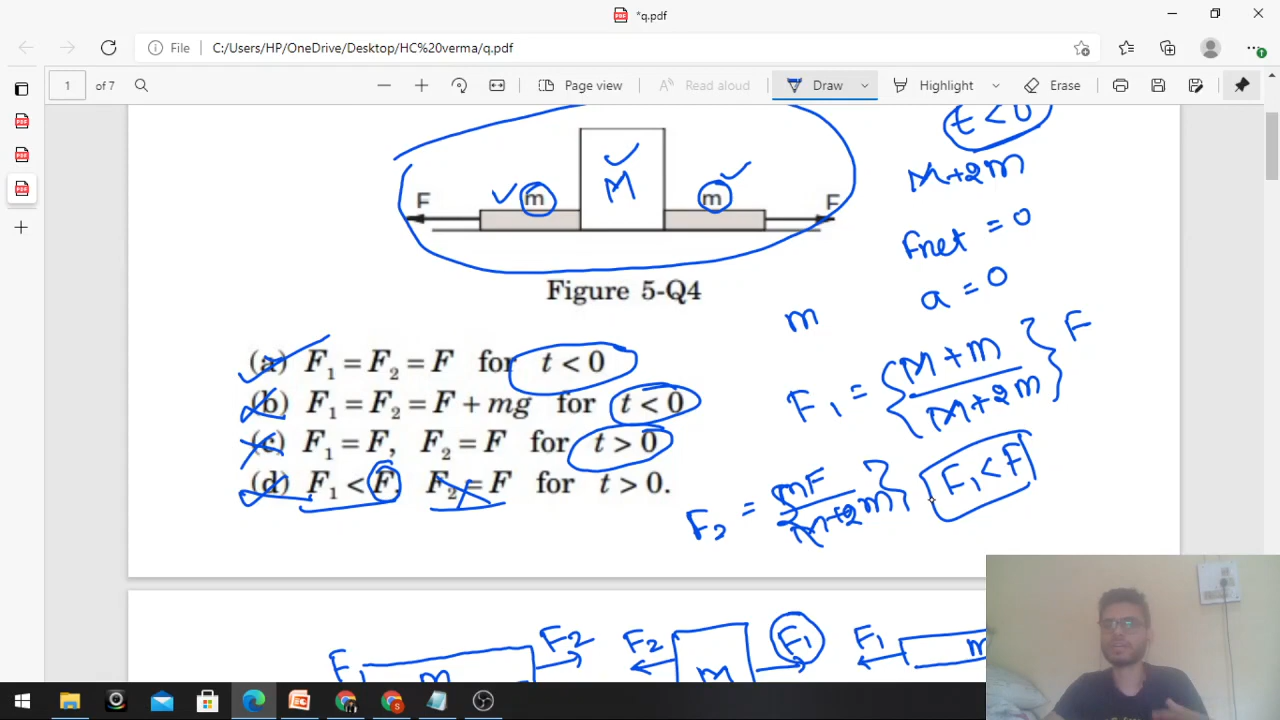 *q.pdf
File C:/Users/HP/OneDrive/Desktop/HC%20verma/q.pdf
1 of 7 Page view Read aloud Draw Highlight Erase
t < 0
M+2m
Fnet = 0
a = 0
M
m m
F F
Figure 5-Q4
m
(a) F₁ = F₂ = F for t < 0
(b) F₁ = F₂ = F + mg for t < 0
(c) F₁ = F, F₂ = F for t > 0
(d) F₁ < F, F₂ = F for t > 0.
F₁ = {M+m/M+2m} F
F₂ = mF/M+2m}
F₁ < F
F₁ m F2
F2 M F₁
F₁ m